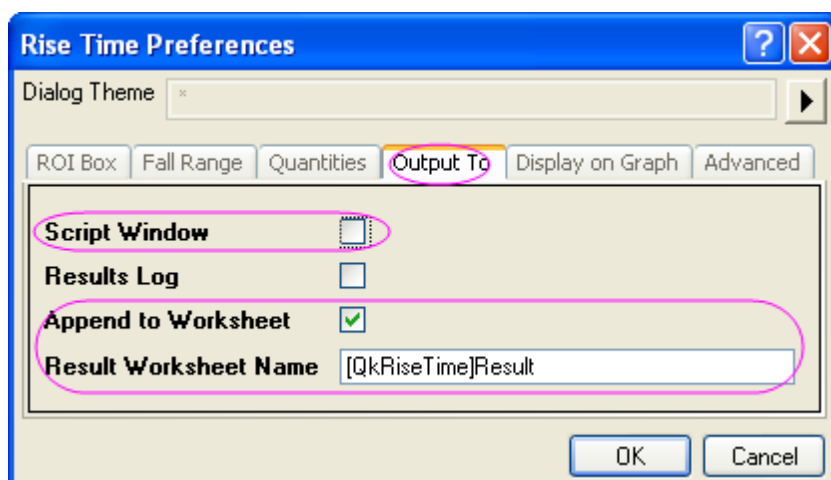 Rise Time Preferences
Dialog Theme *
ROI Box Fall Range Quantities Output To Display on Graph Advanced
Script Window
Results Log
Append to Worksheet
Result Worksheet Name [QkRiseTime]Result
OK Cancel